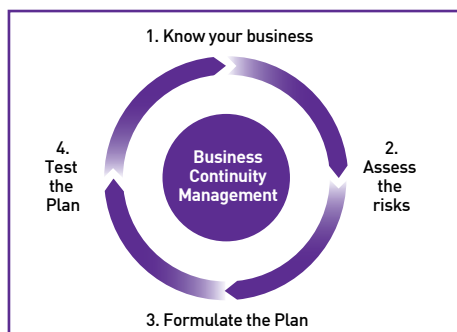 1. Know your business
2.
Assess
the
risks
3. Formulate the Plan
4.
Test
the
Plan
Business
Continuity
Management